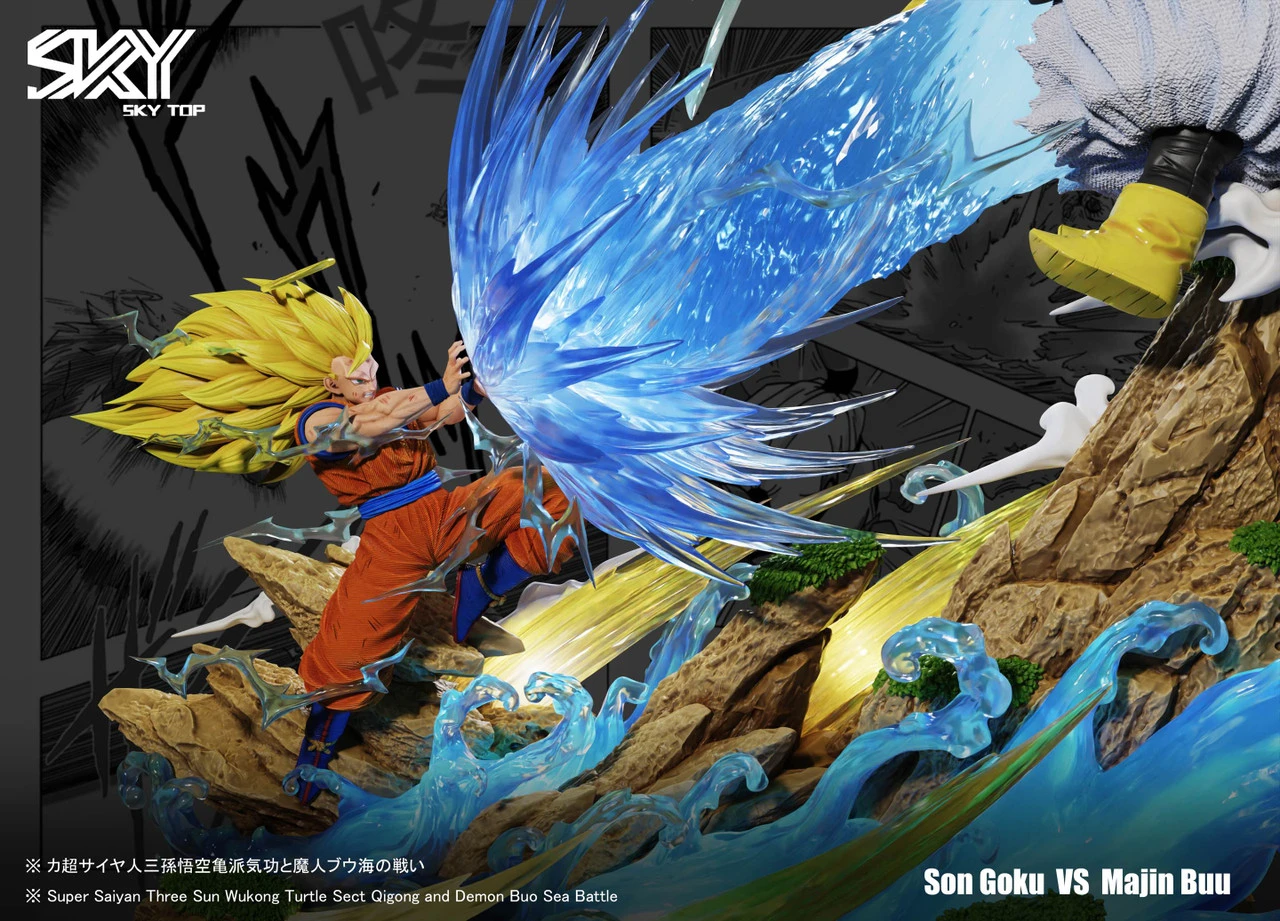 SKY
SKY TOP
咚
※ カ超サイヤ人三孫悟空亀派気功と魔人ブウ海の戦い
※ Super Saiyan Three Sun Wukong Turtle Sect Qigong and Demon Buo Sea Battle
Son Goku VS Majin Buu